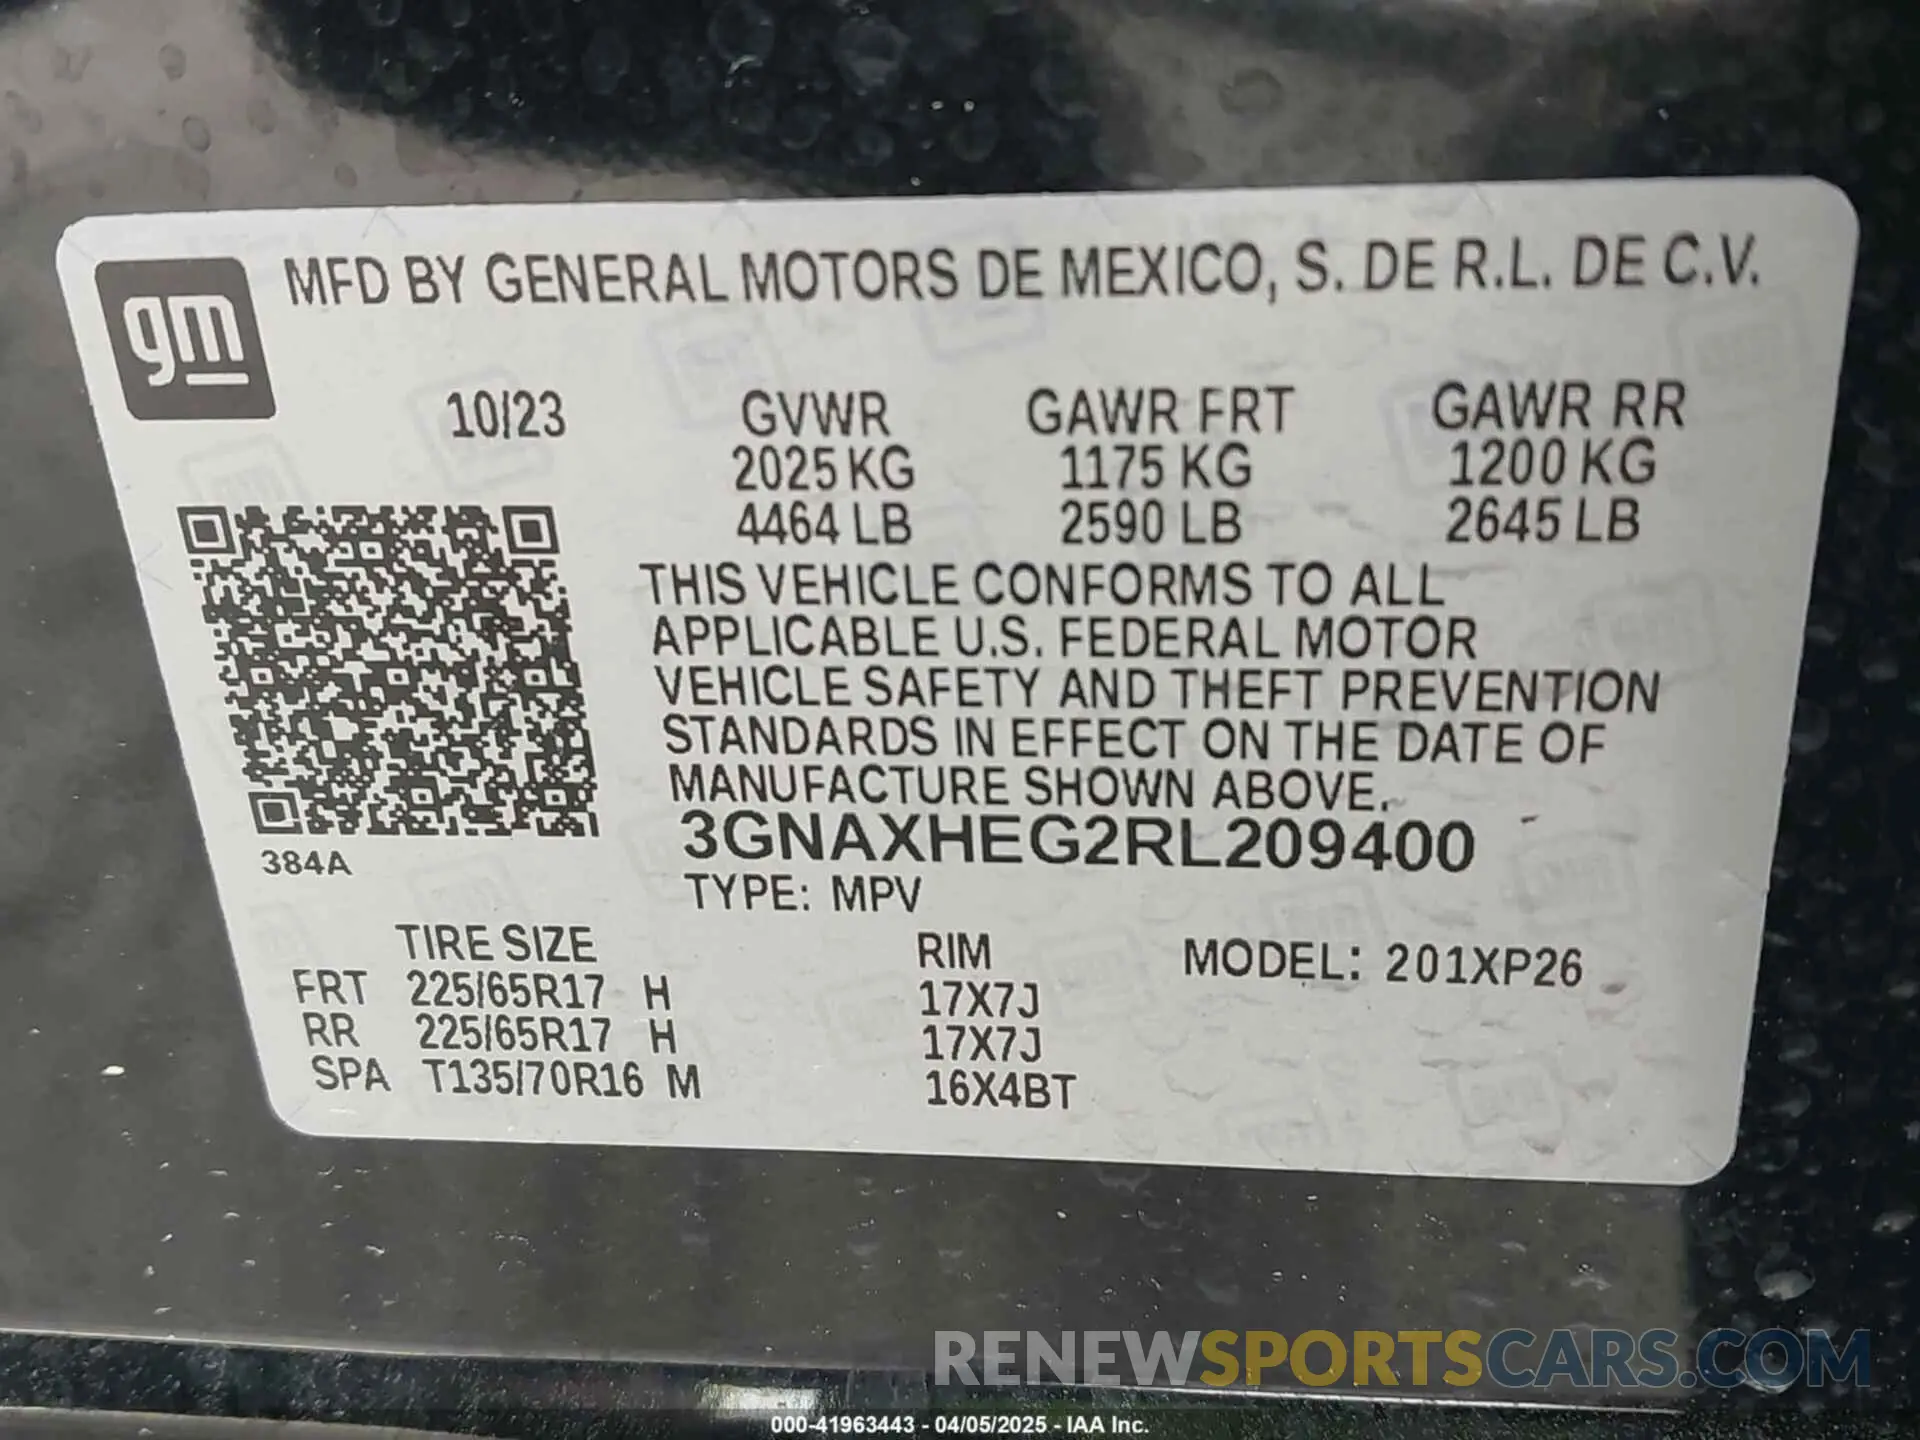 gm
MFD BY GENERAL MOTORS DE MEXICO, S. DE R.L. DE C.V.
10/23 GVWR GAWR FRT GAWR RR
2025 KG 1175 KG 1200 KG
4464 LB 2590 LB 2645 LB
THIS VEHICLE CONFORMS TO ALL
APPLICABLE U.S. FEDERAL MOTOR
VEHICLE SAFETY AND THEFT PREVENTION
STANDARDS IN EFFECT ON THE DATE OF
MANUFACTURE SHOWN ABOVE.
3GNAXHEG2RL209400
384A
TYPE: MPV
TIRE SIZE RIM MODEL: 201XP26
FRT 225/65R17 H 17X7J
RR 225/65R17 H 17X7J
SPA T135/70R16 M 16X4BT
RENEWSPORTSCARS.COM
000-41963443 - 04/05/2025 - IAA Inc.